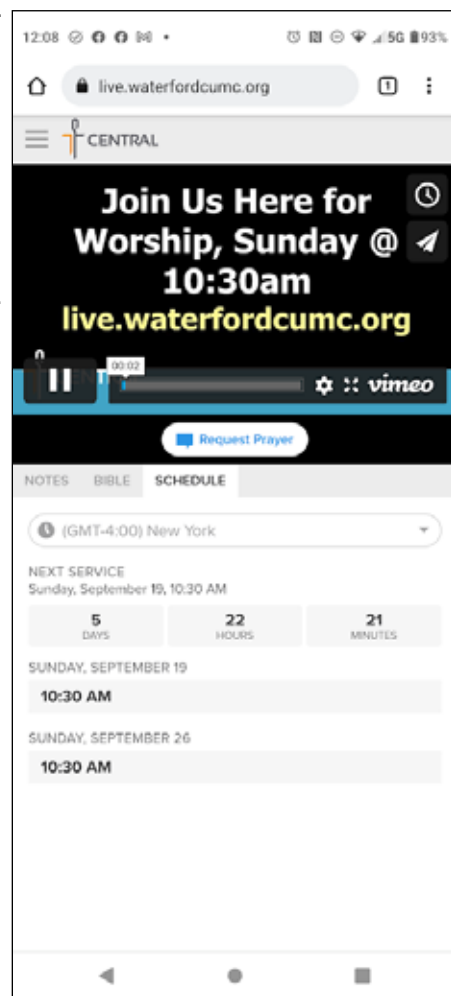 12:08
5G 93%
live.waterfordcumc.org
1
CENTRAL
Join Us Here for
Worship, Sunday @
10:30am
live.waterfordcumc.org
00:02
vimeo
Request Prayer
NOTES BIBLE SCHEDULE
(GMT-4:00) New York
NEXT SERVICE
Sunday, September 19, 10:30 AM
5 22 21
DAYS HOURS MINUTES
SUNDAY, SEPTEMBER 19
10:30 AM
SUNDAY, SEPTEMBER 26
10:30 AM